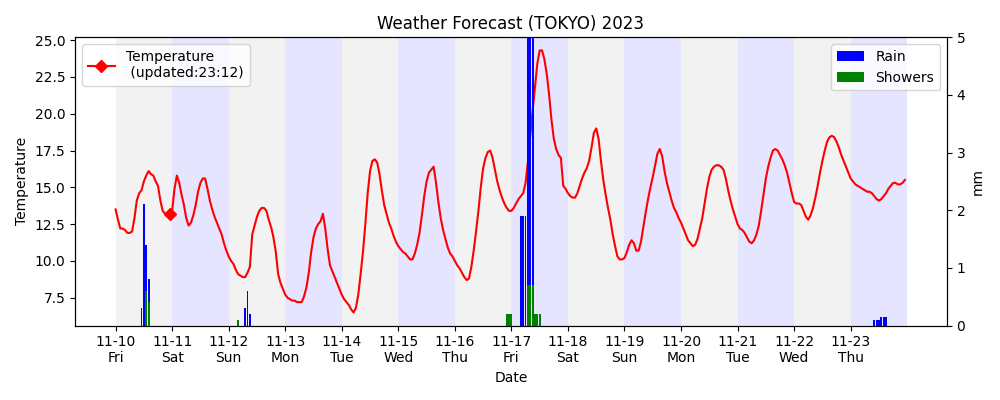 Weather Forecast (TOKYO) 2023
Temperature
(updated:23:12)
Rain
Showers
Temperature
25.0
22.5
20.0
17.5
15.0
12.5
10.0
7.5
5
4
3
2
1
0
mm
11-10 11-11 11-12 11-13 11-14 11-15 11-16 11-17 11-18 11-19 11-20 11-21 11-22 11-23
Fri Sat Sun Mon Tue Wed Thu Fri Sat Sun Mon Tue Wed Thu
Date